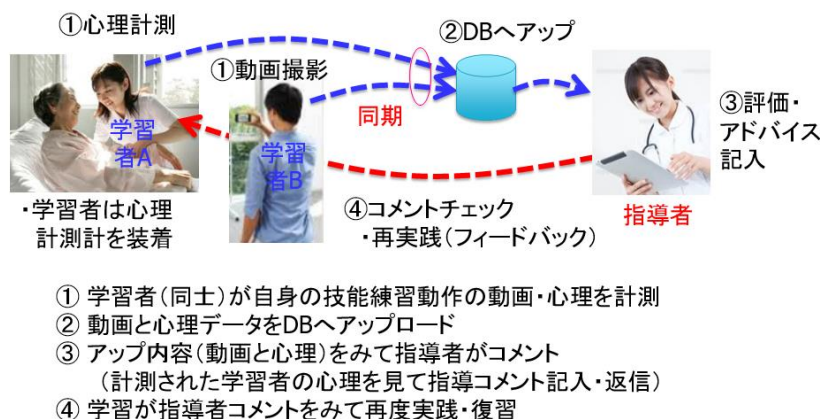 ①心理計測
②DBへアップ
①動画撮影
同期
学習
者A
学習
者B
③評価・
アドバイス
記入
・学習者は心理
計測計を装着
④コメントチェック
・再実践(フィードバック)
指導者
① 学習者(同士)が自身の技能練習動作の動画・心理を計測
② 動画と心理データをDBへアップロード
③ アップ内容(動画と心理)をみて指導者がコメント
(計測された学習者の心理を見て指導コメント記入・返信)
④ 学習が指導者コメントをみて再度実践・復習